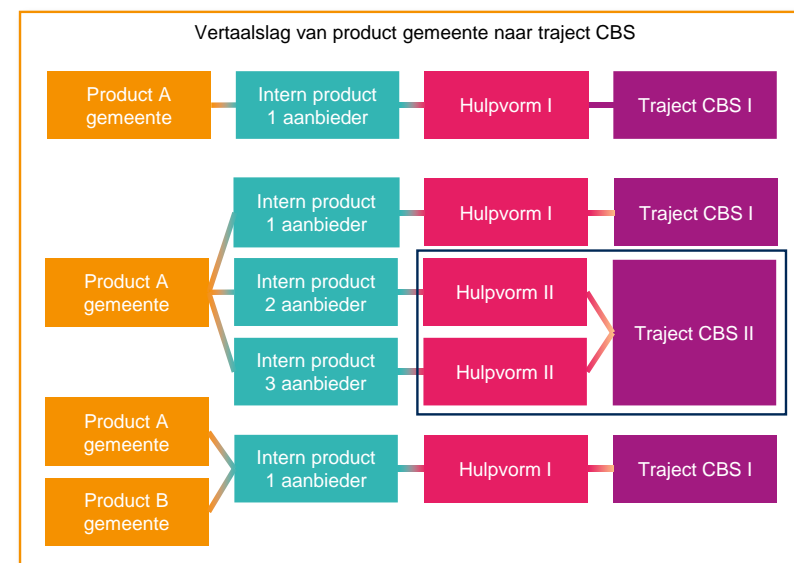 Vertaalslag van product gemeente naar traject CBS
Product A
gemeente
Intern product
1 aanbieder
Hulpvorm I
Traject CBS I
Intern product
1 aanbieder
Hulpvorm I
Traject CBS I
Product A
gemeente
Intern product
2 aanbieder
Hulpvorm II
Traject CBS II
Intern product
3 aanbieder
Hulpvorm II
Product A
gemeente
Intern product
1 aanbieder
Hulpvorm I
Traject CBS I
Product B
gemeente